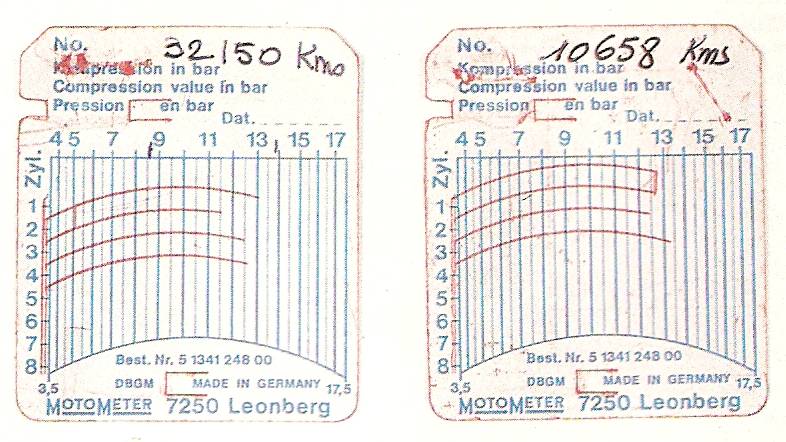 No. 32150 Kms
Kompression in bar
Compression value in bar
Pression en bar
Dat.
4 5 7 9 11 13 15 17
Zyl.
1
2
3
4
5
6
7
8
3,5
17,5
Best. Nr. 5 1341 248 00
DBGM MADE IN GERMANY
MOTOMETER 7250 Leonberg
No. 10658 Kms
Kompression in bar
Compression value in bar
Pression en bar
Dat.
4 5 7 9 11 13 15 17
Zyl.
1
2
3
4
5
6
7
8
3,5
17,5
Best. Nr. 5 1341 248 00
DBGM MADE IN GERMANY
MOTOMETER 7250 Leonberg